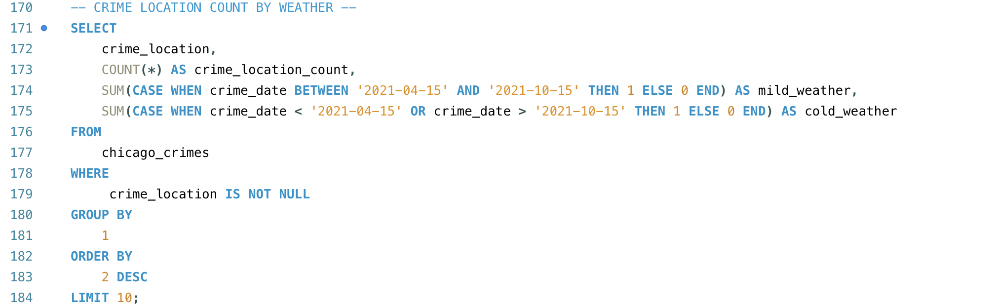 170 -- CRIME LOCATION COUNT BY WEATHER --
171 SELECT
172 crime_location,
173 COUNT(*) AS crime_location_count,
174 SUM(CASE WHEN crime_date BETWEEN '2021-04-15' AND '2021-10-15' THEN 1 ELSE 0 END) AS mild_weather,
175 SUM(CASE WHEN crime_date < '2021-04-15' OR crime_date > '2021-10-15' THEN 1 ELSE 0 END) AS cold_weather
176 FROM
177 chicago_crimes
178 WHERE
179 crime_location IS NOT NULL
180 GROUP BY
181 1
182 ORDER BY
183 2 DESC
184 LIMIT 10;